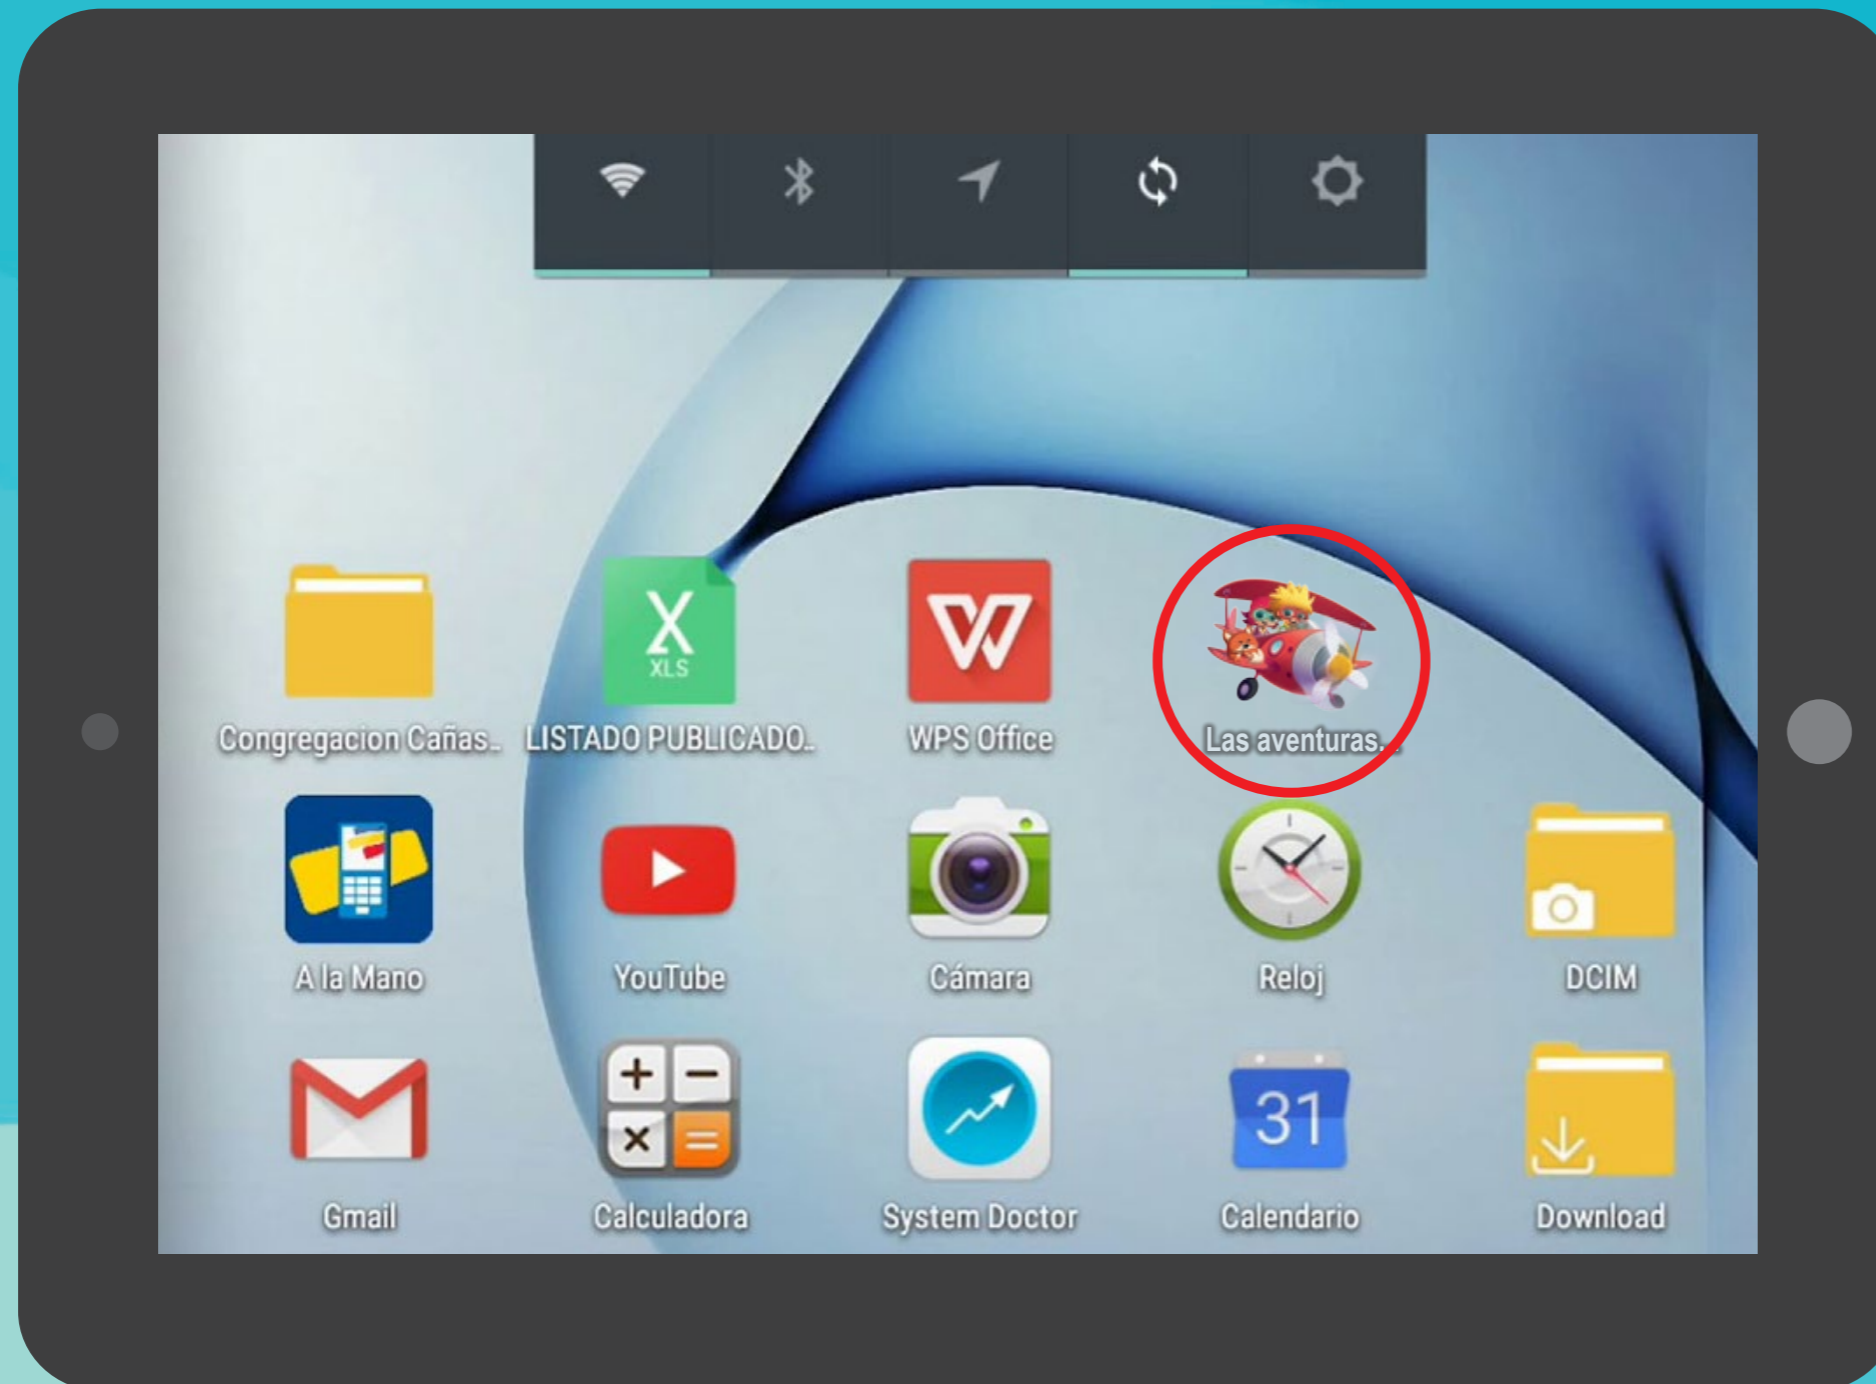 X
XLS
W
Congregacion Cañas..
LISTADO PUBLICADO..
WPS Office
Las aventuras...
A la Mano
YouTube
Cámara
Reloj
DCIM
31
Gmail
Calculadora
System Doctor
Calendario
Download